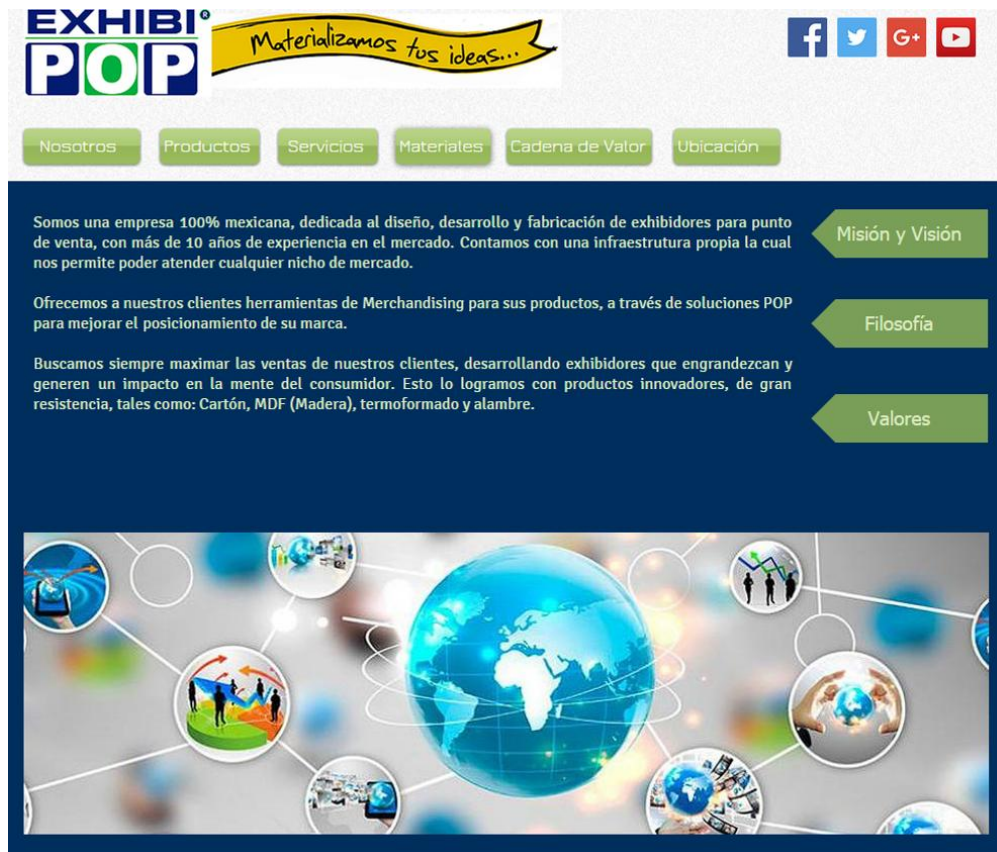 EXHIBI®
POP
Materializamos tus ideas...
f G+
Nosotros Productos Servicios Materiales Cadena de Valor Ubicación
Somos una empresa 100% mexicana, dedicada al diseño, desarrollo y fabricación de exhibidores para punto
de venta, con más de 10 años de experiencia en el mercado. Contamos con una infraestrutura propia la cual
nos permite poder atender cualquier nicho de mercado.
Ofrecemos a nuestros clientes herramientas de Merchandising para sus productos, a través de soluciones POP
para mejorar el posicionamiento de su marca.
Buscamos siempre maximar las ventas de nuestros clientes, desarrollando exhibidores que engrandezcan y
generen un impacto en la mente del consumidor. Esto lo logramos con productos innovadores, de gran
resistencia, tales como: Cartón, MDF (Madera), termoformado y alambre.
Misión y Visión
Filosofía
Valores